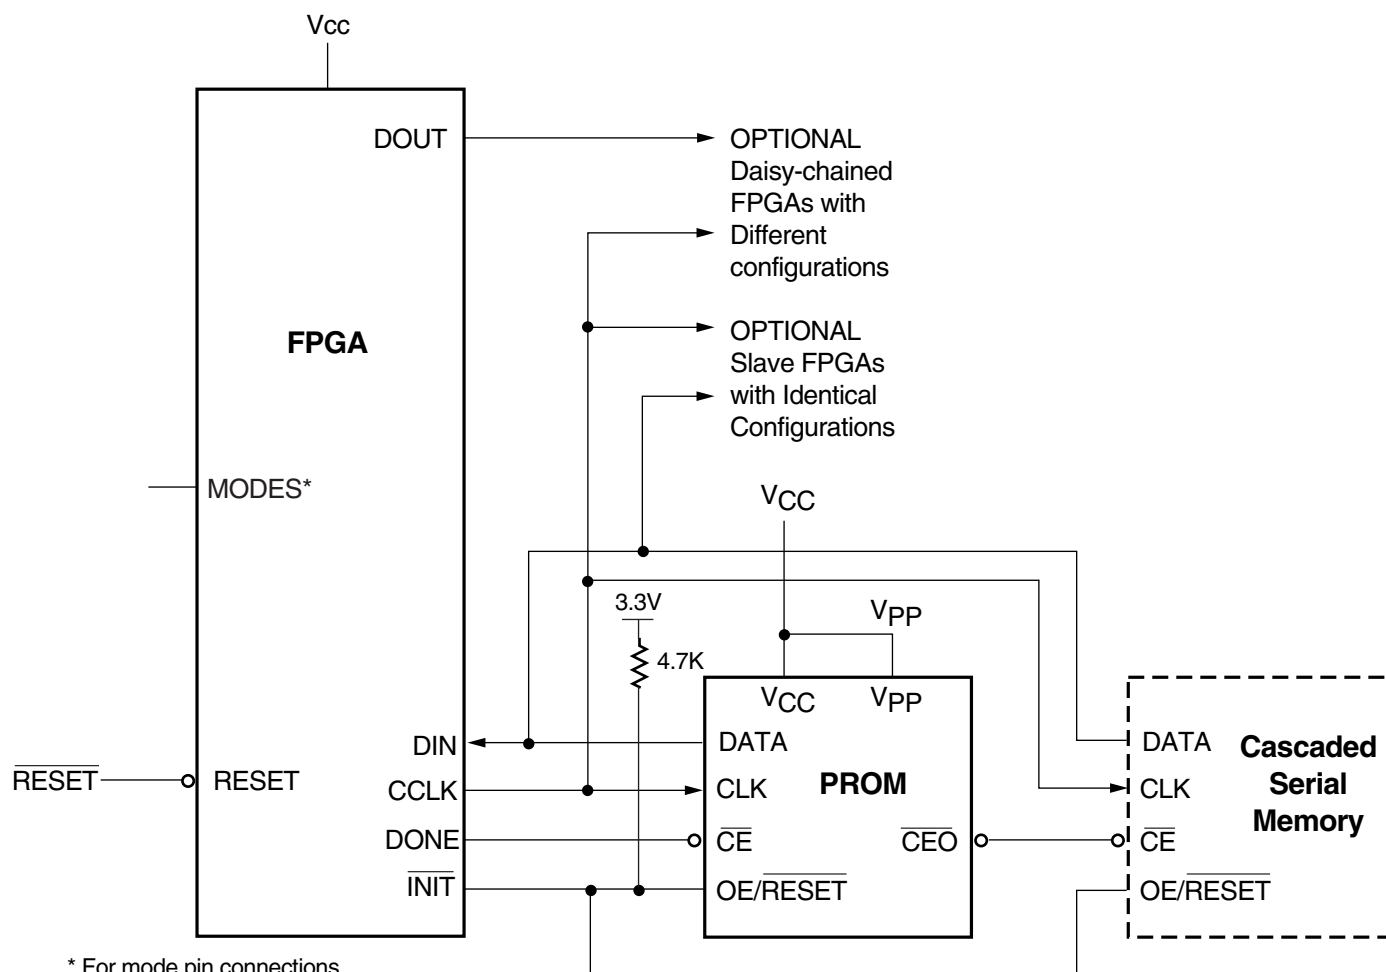 Vcc
DOUT
OPTIONAL
Daisy-chained
FPGAs with
Different
configurations
FPGA
OPTIONAL
Slave FPGAs
with Identical
Configurations
MODES*
VCC
3.3V
VPP
4.7K
VCC VPP
DIN
DATA
DATA
Cascaded
Serial
Memory
RESET
RESET
CCLK
CLK
PROM
CLK
DONE
CE
CEO
CE
INIT
OE/RESET
OE/RESET
* For mode pin connections